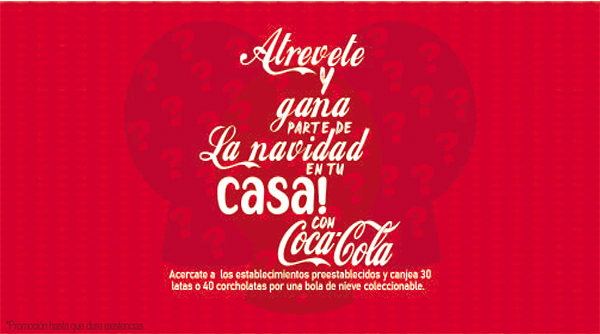 Atrevete
y
gana
PARTE DE
La navidad
EN TU
casa!
CON
Coca-Cola
Acercate a los establecimientos preestablecidos y canjea 30
latas o 40 corcholatas por una bola de nieve coleccionable.
*Promoción hasta que dure existencias